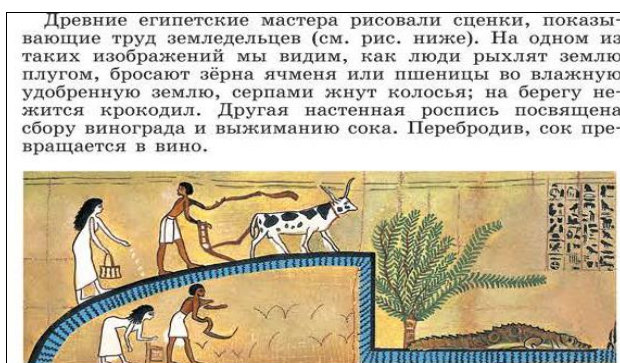 Древние египетские мастера рисовали сценки, показы-
вающие труд земледельцев (см. рис. ниже). На одном из
таких изображений мы видим, как люди рыхлят землю
плугом, бросают зёрна ячменя или пшеницы во влажную
удобренную землю, серпами жнут колосья; на берегу не-
жится крокодил. Другая настенная роспись посвящена
сбору винограда и выжиманию сока. Перебродив, сок пре-
вращается в вино.